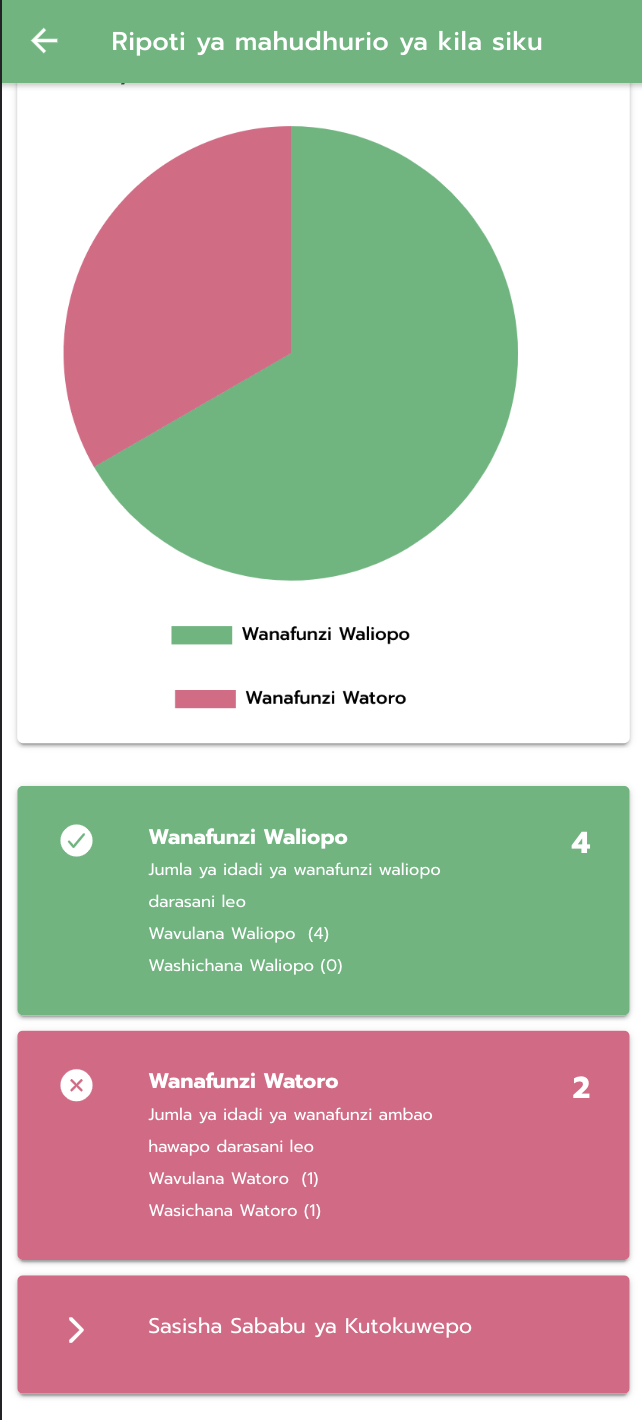 Ripoti ya mahudhurio ya kila siku
Wanafunzi Waliopo
Wanafunzi Watoro
Wanafunzi Waliopo
4
Jumla ya idadi ya wanafunzi waliopo
darasani leo
Wavulana Waliopo (4)
Washichana Waliopo (0)
Wanafunzi Watoro
2
Jumla ya idadi ya wanafunzi ambao
hawapo darasani leo
Wavulana Watoro (1)
Wasichana Watoro (1)
Sasisha Sababu ya Kutokuwepo